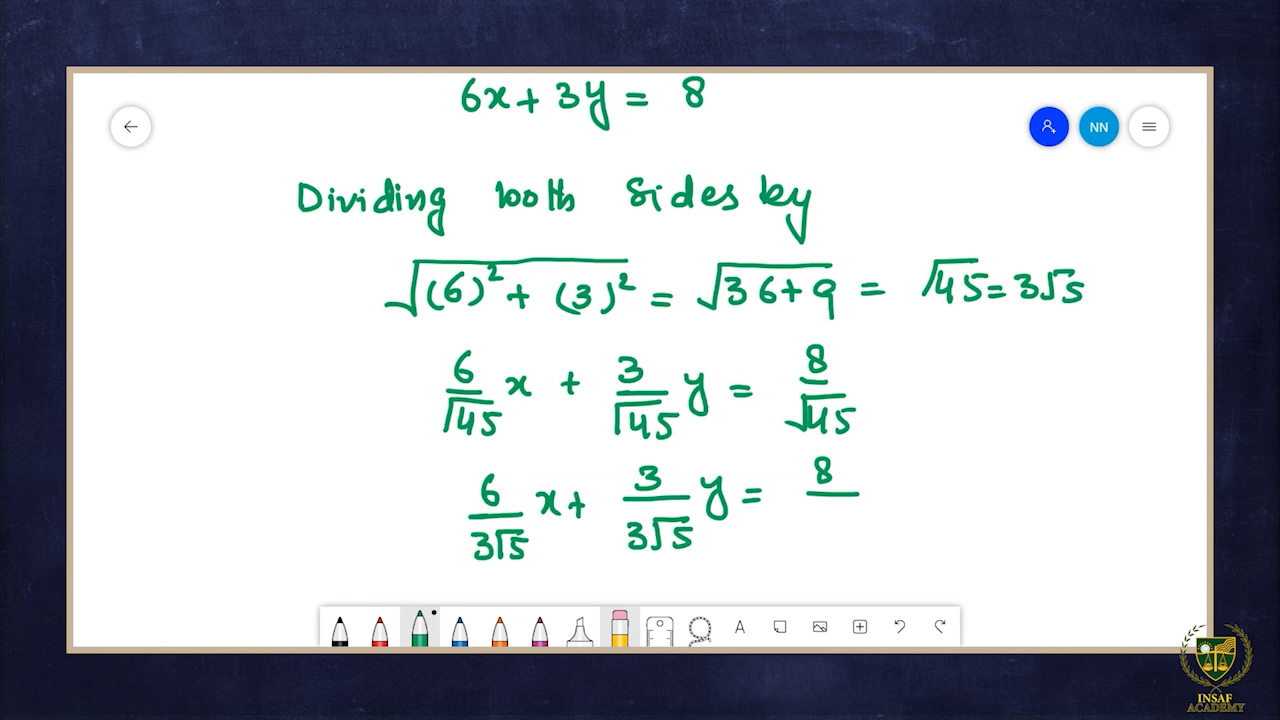 6x + 3y = 8
NN
Dividing both Sides by
√(6)² + (3)² = √36+9 = √45 = 3√5
6/√45 x + 3/√45 y = 8/√45
6/3√5 x + 3/3√5 y = 8/
A
INSAF
ACADEMY